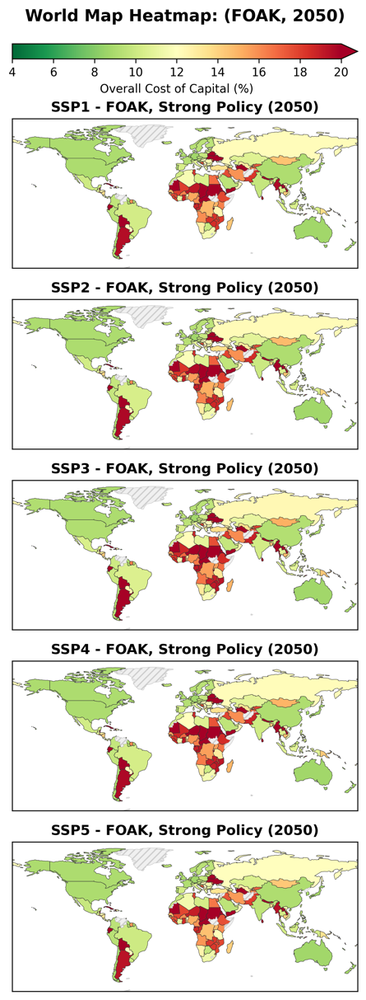 World Map Heatmap: (FOAK, 2050)
4 6 8 10 12 14 16 18 20
Overall Cost of Capital (%)
SSP1 - FOAK, Strong Policy (2050)
SSP2 - FOAK, Strong Policy (2050)
SSP3 - FOAK, Strong Policy (2050)
SSP4 - FOAK, Strong Policy (2050)
SSP5 - FOAK, Strong Policy (2050)